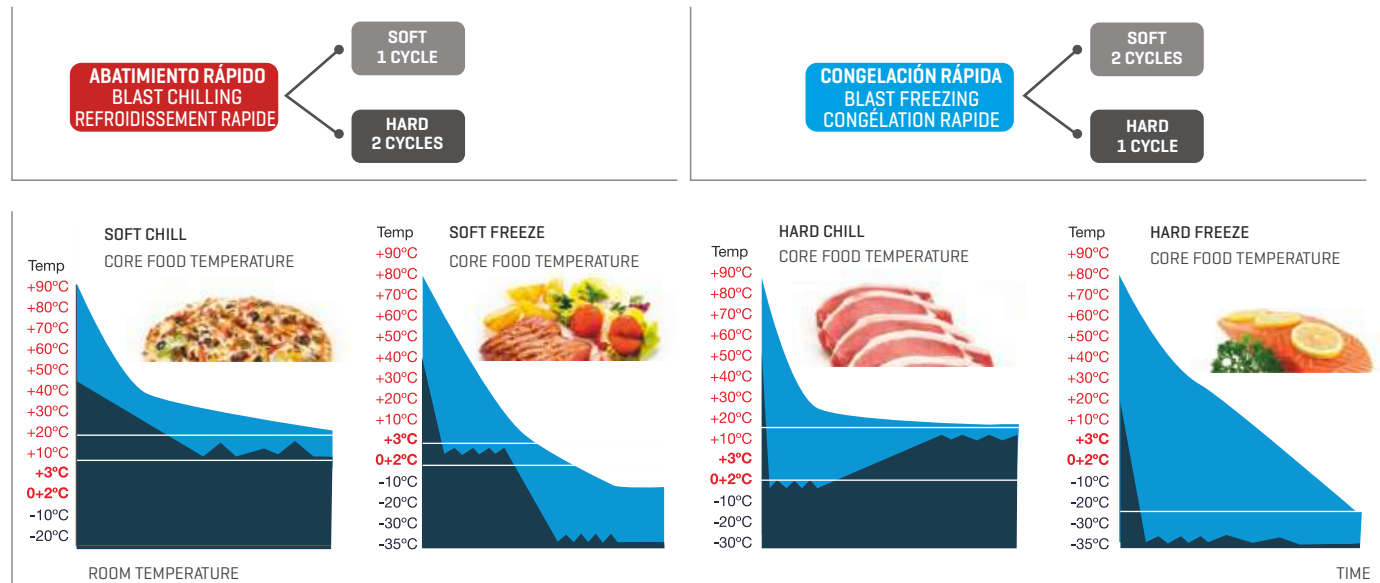 ABATIMIENTO RÁPIDO
BLAST CHILLING
REFROIDISSEMENT RAPIDE
SOFT
1 CYCLE
HARD
2 CYCLES
CONGELACIÓN RÁPIDA
BLAST FREEZING
CONGÉLATION RAPIDE
SOFT
2 CYCLES
HARD
1 CYCLE
SOFT CHILL
CORE FOOD TEMPERATURE
Temp
+90ºC
+80ºC
+70ºC
+60ºC
+50ºC
+40ºC
+30ºC
+20ºC
+10ºC
+3ºC
0+2ºC
-10ºC
-20ºC
SOFT FREEZE
CORE FOOD TEMPERATURE
Temp
+90ºC
+80ºC
+70ºC
+60ºC
+50ºC
+40ºC
+30ºC
+20ºC
+10ºC
+3ºC
0+2ºC
-10ºC
-20ºC
-30ºC
-35ºC
HARD CHILL
CORE FOOD TEMPERATURE
Temp
+90ºC
+80ºC
+70ºC
+60ºC
+50ºC
+40ºC
+30ºC
+20ºC
+10ºC
+3ºC
0+2ºC
-10ºC
-20ºC
-30ºC
HARD FREEZE
CORE FOOD TEMPERATURE
Temp
+90ºC
+80ºC
+70ºC
+60ºC
+50ºC
+40ºC
+30ºC
+20ºC
+10ºC
+3ºC
0+2ºC
-10ºC
-20ºC
-30ºC
-35ºC
ROOM TEMPERATURE
TIME